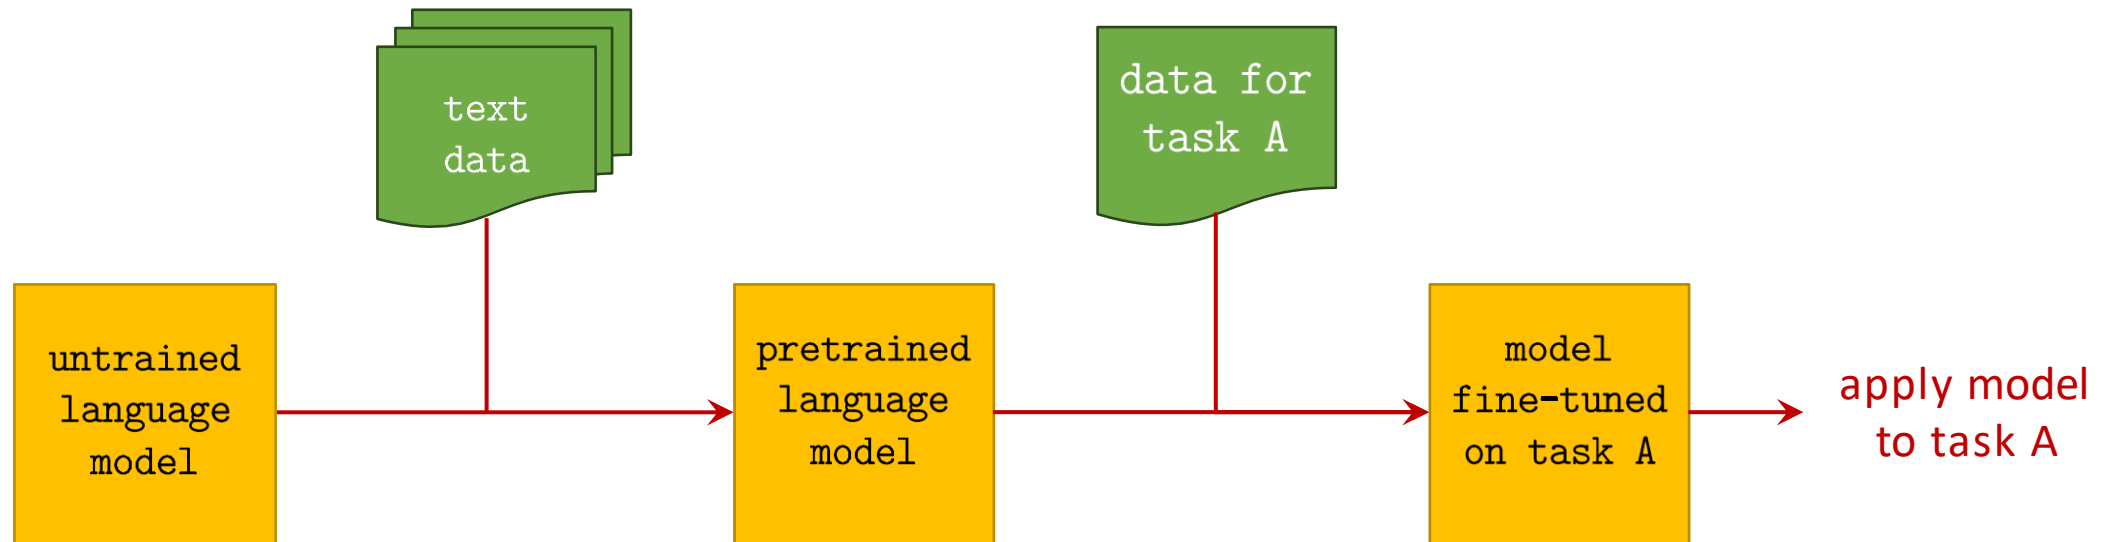 text
data
data for
task A
untrained
language
model
pretrained
language
model
model
fine-tuned
on task A
apply model
to task A